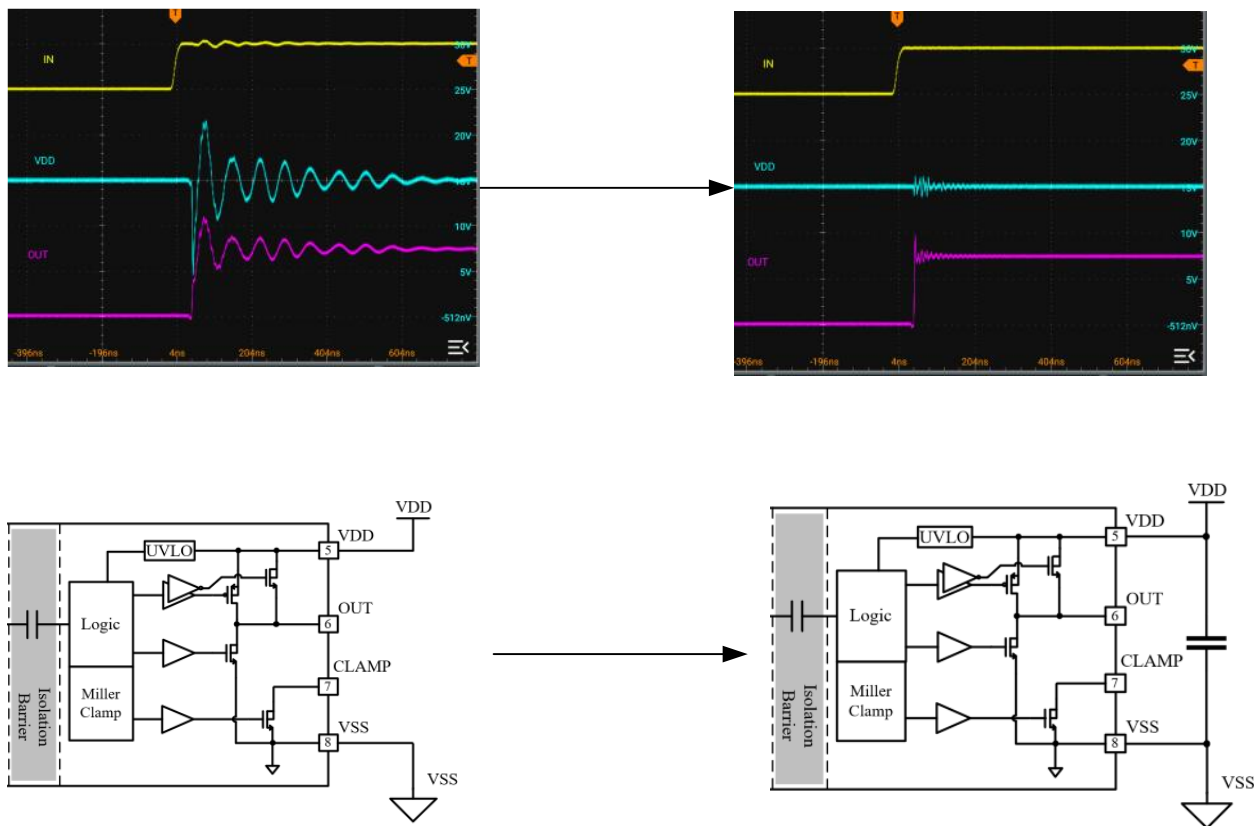 T
30V
T
IN
25V
20V
VDD
15V
10V
OUT
5V
-512nV
-396ns
-196ns
4ns
204ns
404ns
604ns
T
30V
T
IN
25V
20V
VDD
15V
10V
OUT
5V
-512nV
-396ns
-196ns
4ns
204ns
404ns
604ns
VDD
VDD
UVLO
5
OUT
Logic
6
CLAMP
7
Miller
Clamp
VSS
8
Isolation
Barrier
VSS
VDD
VDD
UVLO
5
OUT
Logic
6
CLAMP
7
Miller
Clamp
VSS
8
Isolation
Barrier
VSS